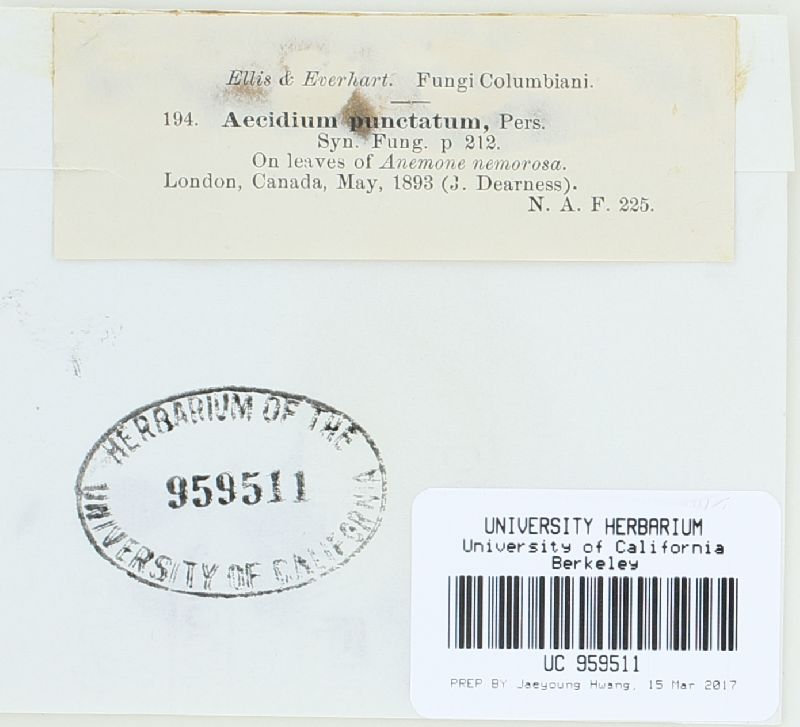 Ellis & Everhart. Fungi Columbiani.
194. Aecidium punctatum, Pers.
Syn. Fung. p 212.
On leaves of Anemone nemorosa.
London, Canada, May, 1893 (J. Dearness).
N. A. F. 225.
HERBARIUM OF THE
959511
UNIVERSITY OF CALIFORNIA
UNIVERSITY HERBARIUM
University of California
Berkeley
UC 959511
PREP BY Jaeyoung Hwang, 15 Mar 2017